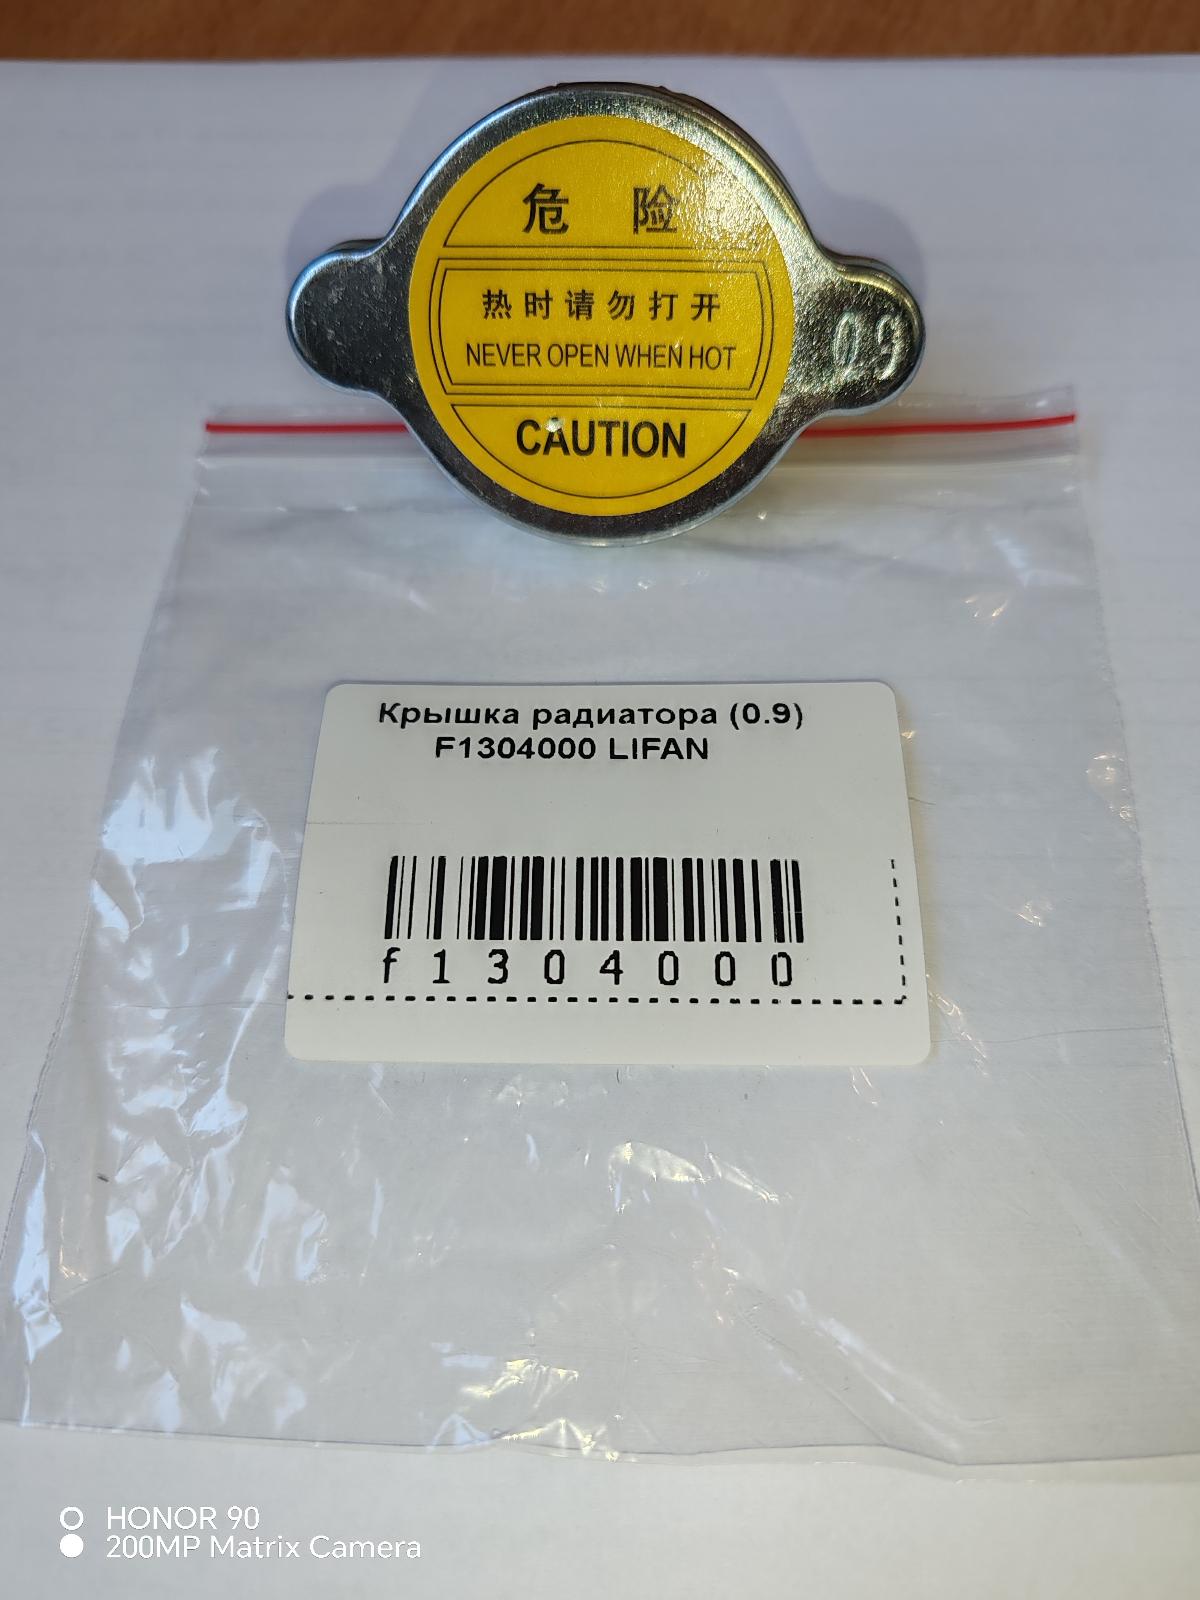 危 险
热时请勿打开
NEVER OPEN WHEN HOT
CAUTION
0.9
Крышка радиатора (0.9)
F1304000 LIFAN
f1304000
HONOR 90
200MP Matrix Camera